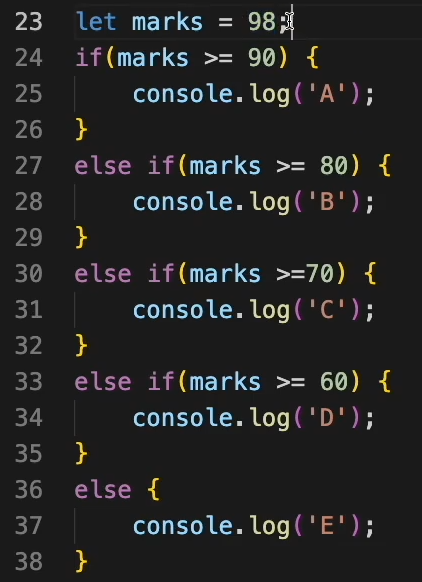 23 let marks = 98;
24 if(marks >= 90) {
25     console.log('A');
26 }
27 else if(marks >= 80) {
28     console.log('B');
29 }
30 else if(marks >=70) {
31     console.log('C');
32 }
33 else if(marks >= 60) {
34     console.log('D');
35 }
36 else {
37     console.log('E');
38 }